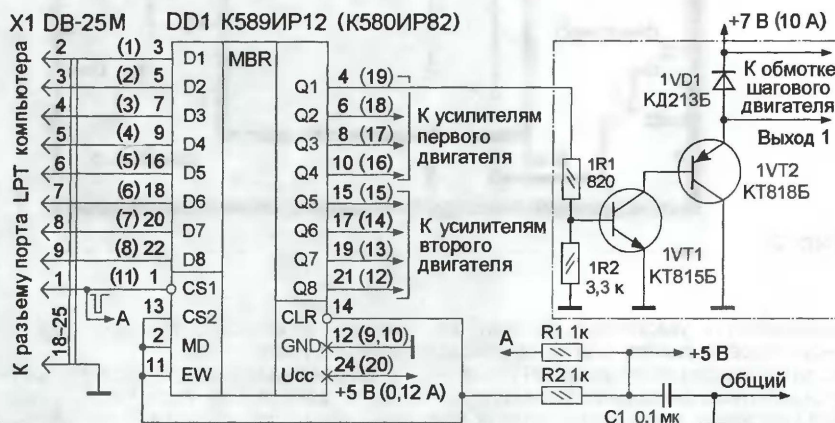 X1 DB-25M
DD1 К589ИР12 (К580ИР82)
2 (1) 3 D1
3 (2) 5 D2
4 (3) 7 D3
5 (4) 9 D4
6 (5) 16 D5
7 (6) 18 D6
8 (7) 20 D7
9 (8) 22 D8
1 (11) 1 CS1
A
13 CS2
2 MD
11 EW
18-25
К разъему порта LPT компьютера
MBR
Q1 4 (19)
Q2 6 (18)
Q3 8 (17)
Q4 10 (16)
К усилителям
первого
двигателя
Q5 15 (15)
Q6 17 (14)
Q7 19 (13)
Q8 21 (12)
К усилителям
второго
двигателя
CLR 14
GND 12 (9,10)
Ucc 24 (20)
+5 В (0,12 А)
+7 В (10 А)
1VD1
КД213Б
К обмотке
шагового
двигателя
Выход 1
1R1
820
1R2
3,3 к
1VT1
КТ815Б
1VT2
КТ818Б
A
R1 1к
+5 В
R2 1к
Общий
C1 0,1 мк